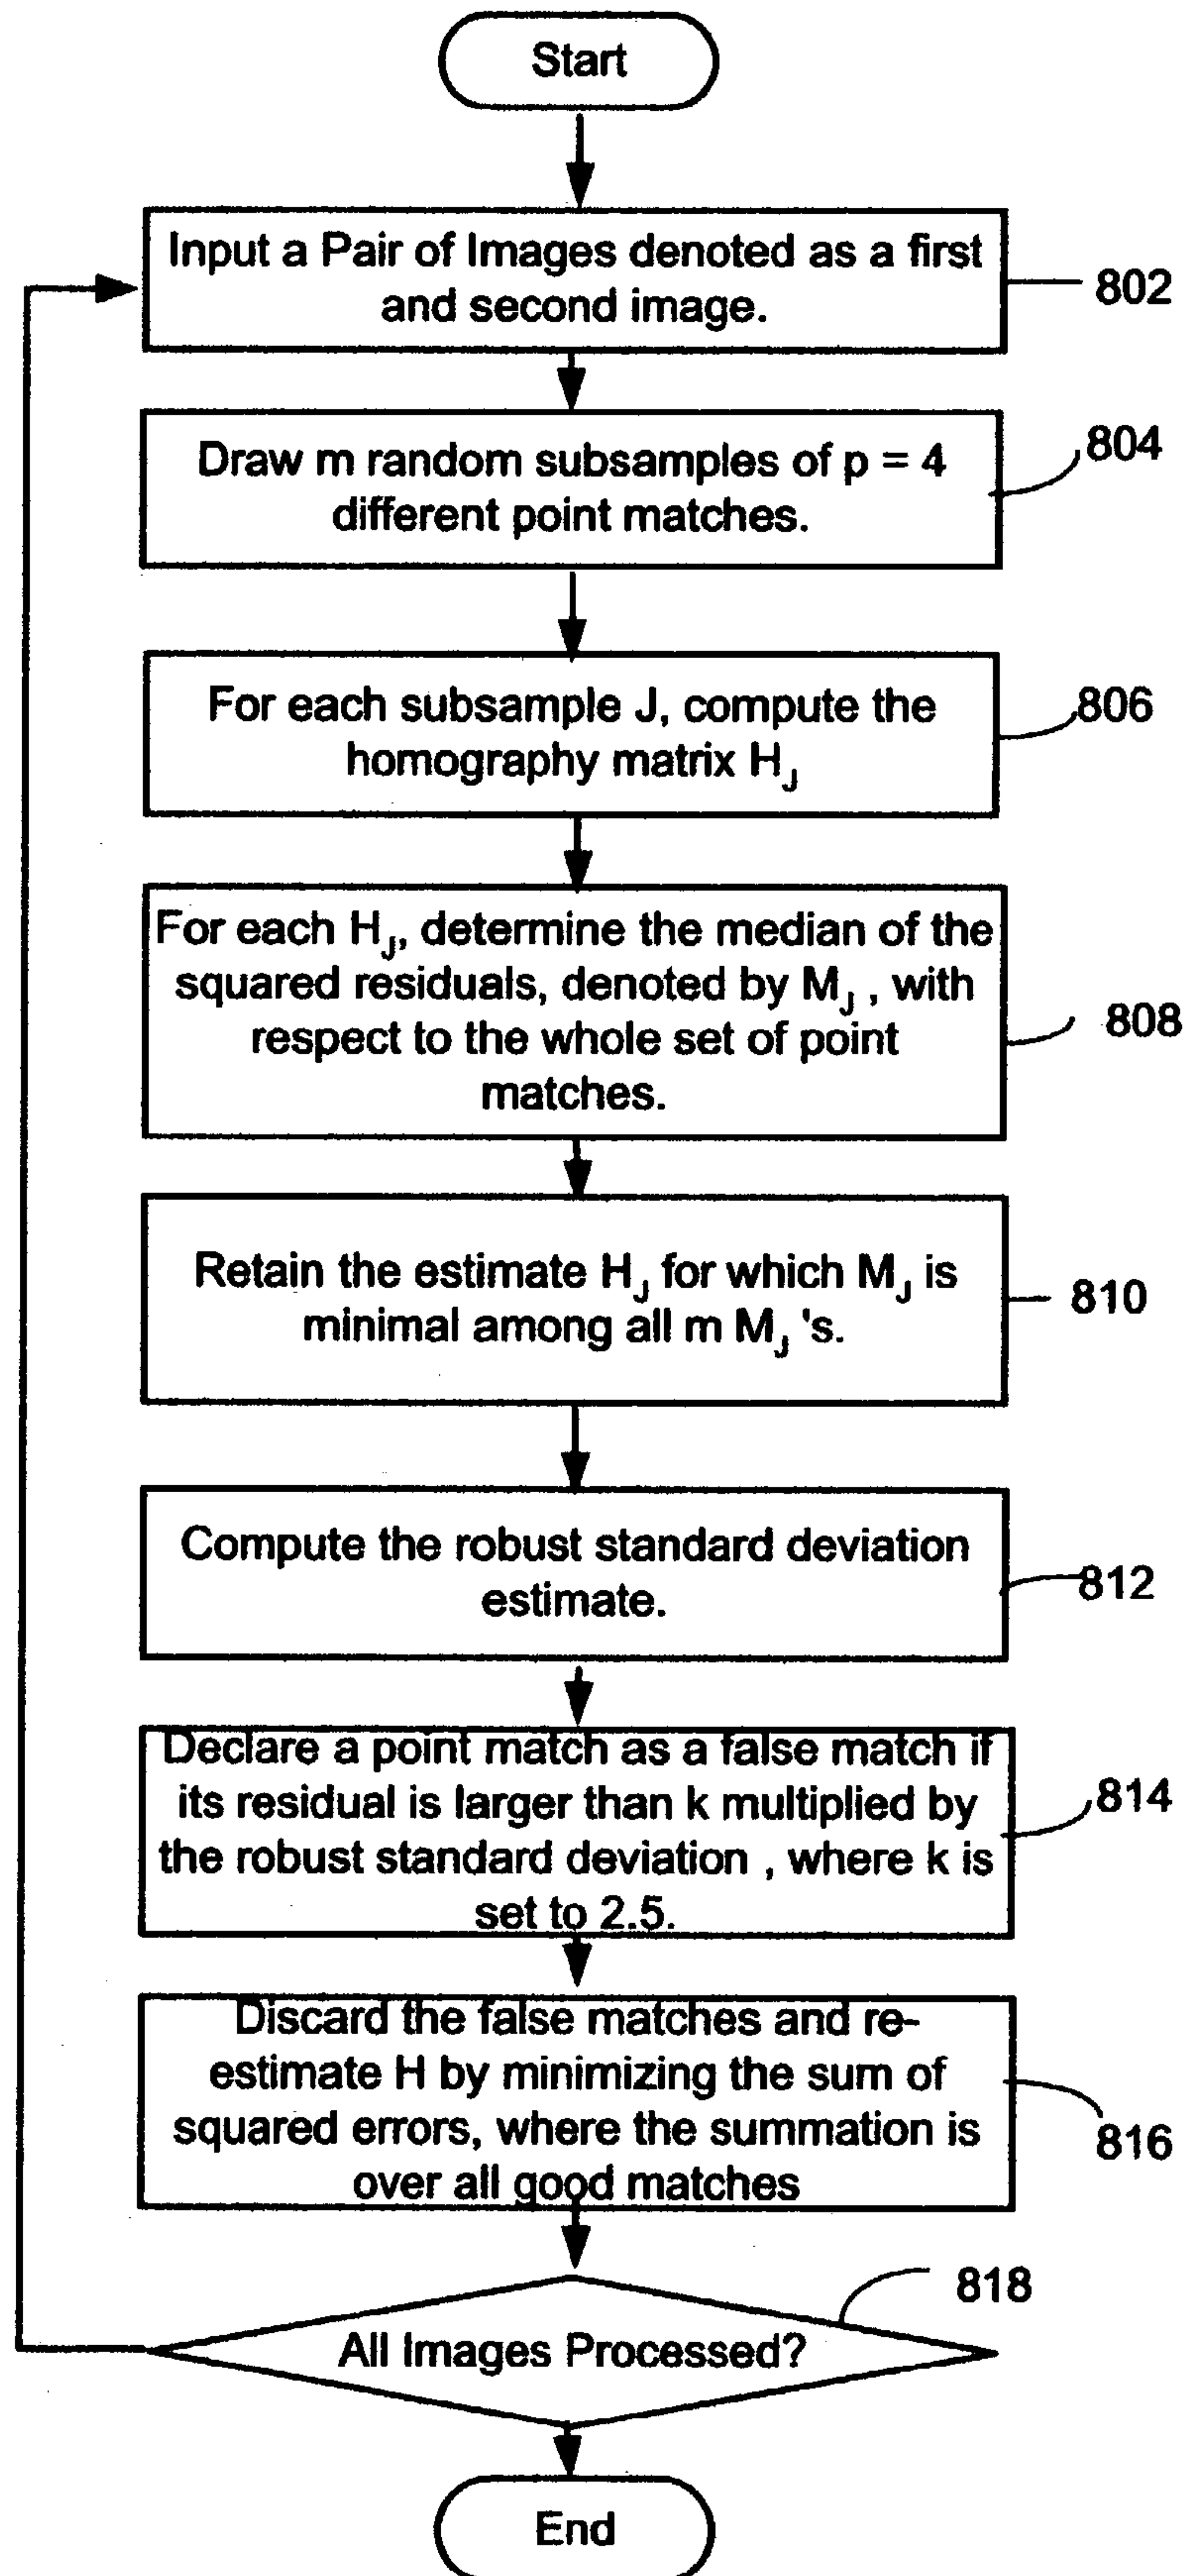 Start
Input a Pair of Images denoted as a first
and second image.
802
Draw m random subsamples of p = 4
different point matches.
804
For each subsample J, compute the
homography matrix HJ
806
For each HJ, determine the median of the
squared residuals, denoted by MJ , with
respect to the whole set of point
matches.
808
Retain the estimate HJ for which MJ is
minimal among all m MJ 's.
810
Compute the robust standard deviation
estimate.
812
Declare a point match as a false match if
its residual is larger than k multiplied by
the robust standard deviation , where k is
set to 2.5.
814
Discard the false matches and re-
estimate H by minimizing the sum of
squared errors, where the summation is
over all good matches
816
818
All Images Processed?
End